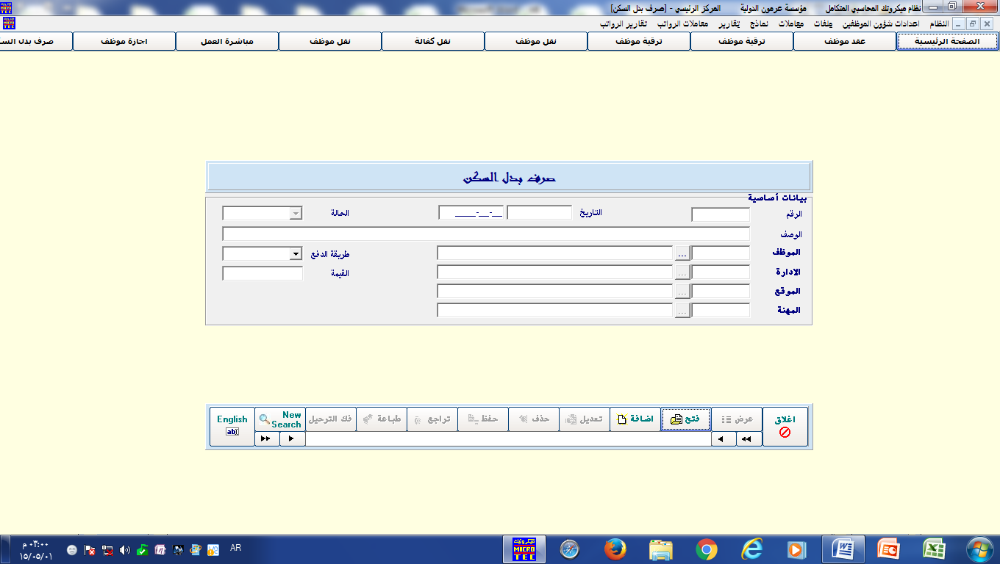 نظام ميكروتك المحاسبي المتكامل مؤسسة عرمون الدولية المركز الرئيسي - [صرف بدل السكن]
النظام اعدادات شؤون الموظفين ملفات معاملات تقارير نماذج معاملات الرواتب تقارير الرواتب
الصفحة الرئيسية عقد موظف ترقية موظف ترقية موظف نقل موظف نقل كفالة نقل موظف مباشرة العمل اجازة موظف صرف بدل السك
صرف بدل السكن
بيانات أساسية
الرقم التاريخ __-__-____ الحالة
الوصف
الموظف ... طريقة الدفع
الادارة ... القيمة
الموقع ...
المهنة ...
اغلاق عرض فتح اضافة تعديل حذف حفظ تراجع طباعة فك الترحيل New Search English
ab
ميكروتيك
MICRO
TEC
AR
٠٣:٠٠ م
١٥/٠٥/٠١